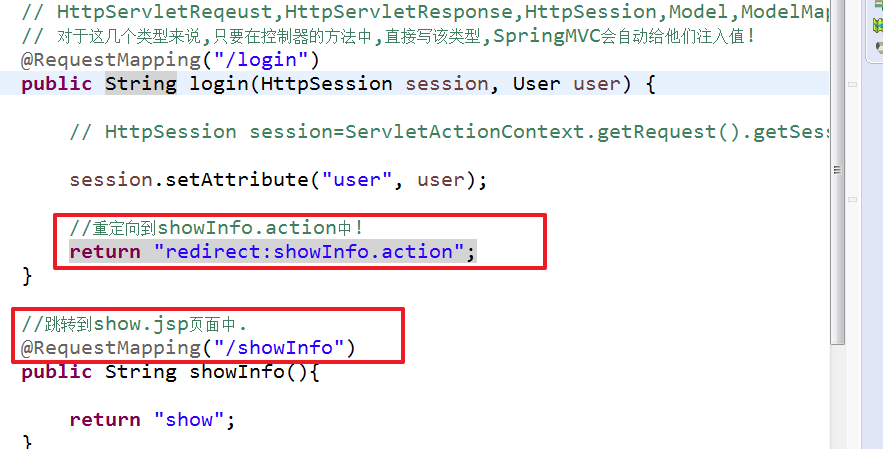 // HttpServletReqeust,HttpServletResponse,HttpSession,Model,ModelMap
// 对于这几个类型来说,只要在控制器的方法中,直接写该类型,SpringMVC会自动给他们注入值!
@RequestMapping("/login")
public String login(HttpSession session, User user) {
// HttpSession session=ServletActionContext.getRequest().getSess
session.setAttribute("user", user);
//重定向到showInfo.action中!
return "redirect:showInfo.action";
}
//跳转到show.jsp页面中.
@RequestMapping("/showInfo")
public String showInfo(){
return "show";
}